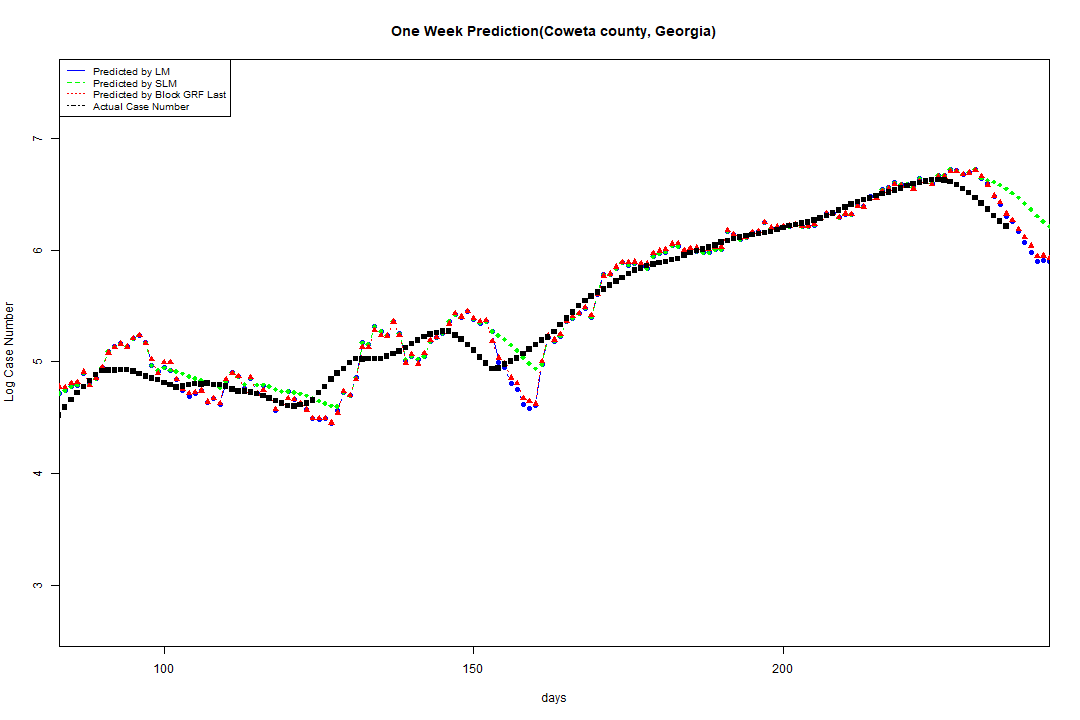 One Week Prediction(Coweta county, Georgia)
Predicted by LM
Predicted by SLM
Predicted by Block GRF Last
Actual Case Number
7
6
5
4
3
Log Case Number
100 150 200
days